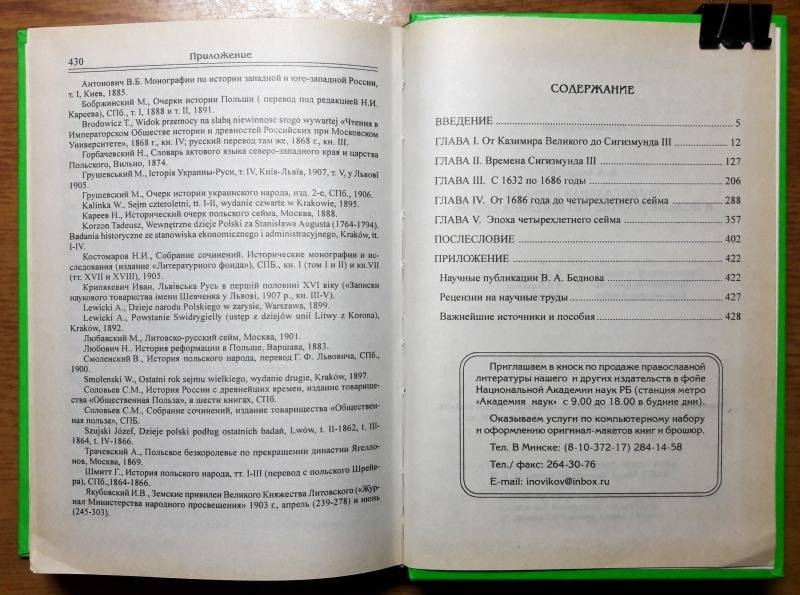 430
Приложение
Антонович В.Б. Монографии по истории западной и юго-западной России,
т. I, Киев, 1885.
Бобржинский М., Очерки истории Польши ( перевод под редакцией Н.И.
Кареева), СПб., т. I, 1888 и т. II, 1891.
Brodowicz T., Widok przemocy na słabą niewinnosc srogo wywartej «Чтения в
Императорском Обществе истории и древностей Российских при Московском
Университете», 1868 г., кн. IV; русский перевод там же, 1868 г., кн. III.
Горбачевский Н., Словарь актового языка северо-западного края и царства
Польского, Вильно, 1874.
Грушевський М.,Історія Украпны-Руси, т. IV, Київ-Львїв, 1907, т. V, у Львові
1905.
Грушевский М., Очерк истории украинского народа, изд. 2-е, СПб., 1906.
Kalinka W., Sejm czteroletni, tt. I-II, wydanie czwarte w Krakowie, 1895.
Кареев Н., Исторический очерк польского сейма, Москва, 1888.
Korzon Tadeusz, Wewnętrzne dzieje Polski za Stanisława Augusta (1764-1794),
Badania historyczne ze stanowiska ekonomicznego i administracyjnego, Kraków, tt.
I-IV.
Костомаров Н.И., Собрание сочинений. Исторические монографии и ис-
следования (издание «Литературного фонда»), СПБ., кн. I (том I и II) и кн.VII
(тт. XVII и XVIII), 1905.
Крипякевич Иван, Львівська Русь в першій половині XVI віку («Записки
наукового товариства імени Шевченка у Львові, 1907 р., кн. III-V).
Lewicki A., Dzieje narodu Polskiego w zarysie, Warszawa, 1899.
Lewicki A., Powstanie Swidrygielly (ustęp z dziejów unii Litwy z Korona),
Kraków, 1892.
Любавский М., Литовско-русский сейм, Москва, 1901.
Любович Н.. История реформации в Польше, Варшава, 1883.
Смоленский В., История польского народа, перевод Г. Ф. Львовича, СПб.,
1900.
Smolenski W., Ostatni rok sejmu wielkiego, wydanie drugie, Kraków, 1897.
Соловьев С.М., История России с древнейших времен, издание товарище-
ства «Общественная Польза», в шести книгах, СПб.
Соловьев С.М., Собрание сочинений, издание товарищества «Обществен-
ная польза», СПБ.
Szujski Józef, Dzieje polski podług ostatnich badań, Lwów, t. II-1862, t. III-
1864, t. IV-1866.
Трачевский А., Польское безкоролевье по прекращении династии Ягелло-
нов, Москва, 1869.
Шмитт Г., История польского народа, тт. I-III (перевод с польского Шрейе-
ра), СПб.,1864-1866.
Якубовский И.В., Земские привилеи Великого Княжества Литовского («Жур-
нал Министерства народного просвещения» 1903 г., апрель (239-278) и июнь
(245-303).
СОДЕРЖАНИЕ
ВВЕДЕНИЕ 5
ГЛАВА I. От Казимира Великого до Сигизмунда III 12
ГЛАВА II. Времена Сигизмунда III 127
ГЛАВА III. С 1632 по 1686 годы 206
ГЛАВА IV. От 1686 года до четырехлетнего сейма 288
ГЛАВА V. Эпоха четырехлетнего сейма 357
ПОСЛЕСЛОВИЕ 402
ПРИЛОЖЕНИЕ 422
Научные публикации В. А. Беднова 422
Рецензии на научные труды 427
Важнейшие источники и пособия 428
Приглашаем в киоск по продаже православной
литературы нашего и других издательств в фойе
Национальной Академии наук РБ (станция метро
«Академия наук» с 9.00 до 18.00 в будние дни).
Оказываем услуги по компьютерному набору
и оформлению оригинал-макетов книг и брошюр.
Тел. В Минске: (8-10-372-17) 284-14-58
Тел./ факс: 264-30-76
E-mail: inovikov@inbox.ru